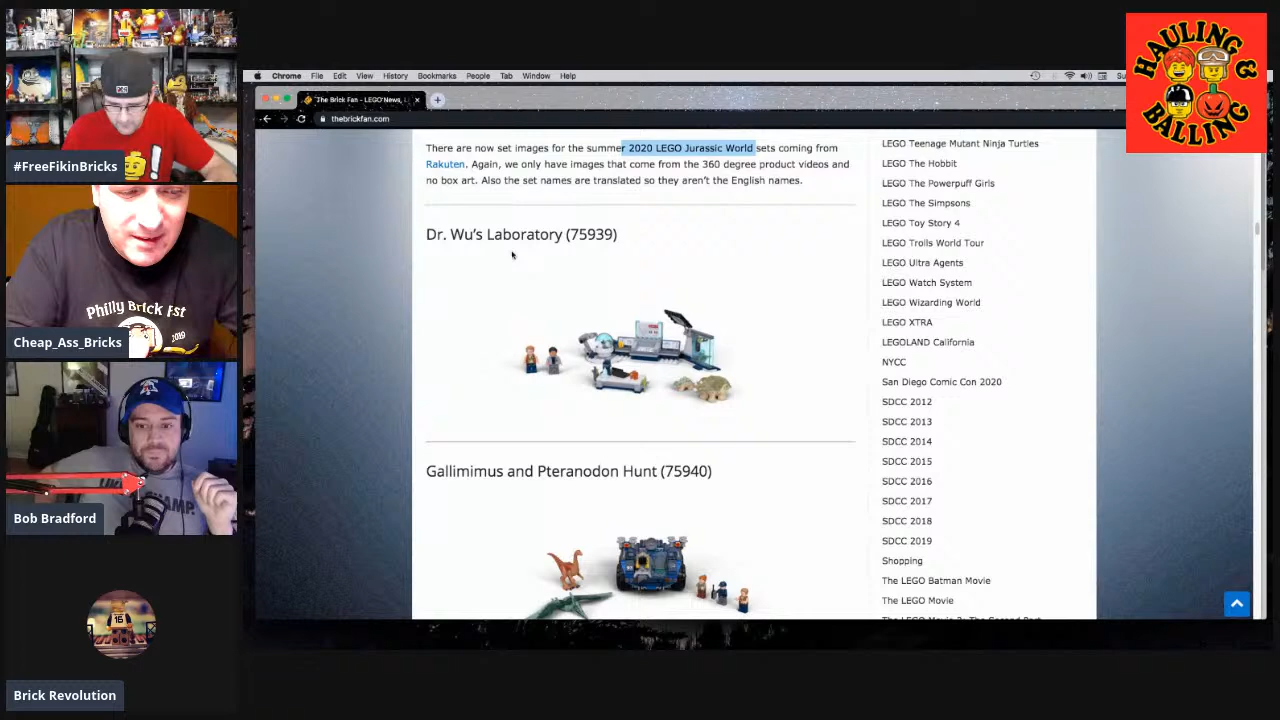 #FreeFikinBricks
Philly Brick Fst
2019
Cheap_Ass_Bricks
CHAMP
Bob Bradford
16
Brick Revolution
Chrome File Edit View History Bookmarks People Tab Window Help
Su
The Brick Fan - LEGO News, L
thebrickfan.com
There are now set images for the summer 2020 LEGO Jurassic World sets coming from
Rakuten. Again, we only have images that come from the 360 degree product videos and
no box art. Also the set names are translated so they aren't the English names.
Dr. Wu's Laboratory (75939)
Gallimimus and Pteranodon Hunt (75940)
LEGO Teenage Mutant Ninja Turtles
LEGO The Hobbit
LEGO The Powerpuff Girls
LEGO The Simpsons
LEGO Toy Story 4
LEGO Trolls World Tour
LEGO Ultra Agents
LEGO Watch System
LEGO Wizarding World
LEGO XTRA
LEGOLAND California
NYCC
San Diego Comic Con 2020
SDCC 2012
SDCC 2013
SDCC 2014
SDCC 2015
SDCC 2016
SDCC 2017
SDCC 2018
SDCC 2019
Shopping
The LEGO Batman Movie
The LEGO Movie
HAULING &
BALLING